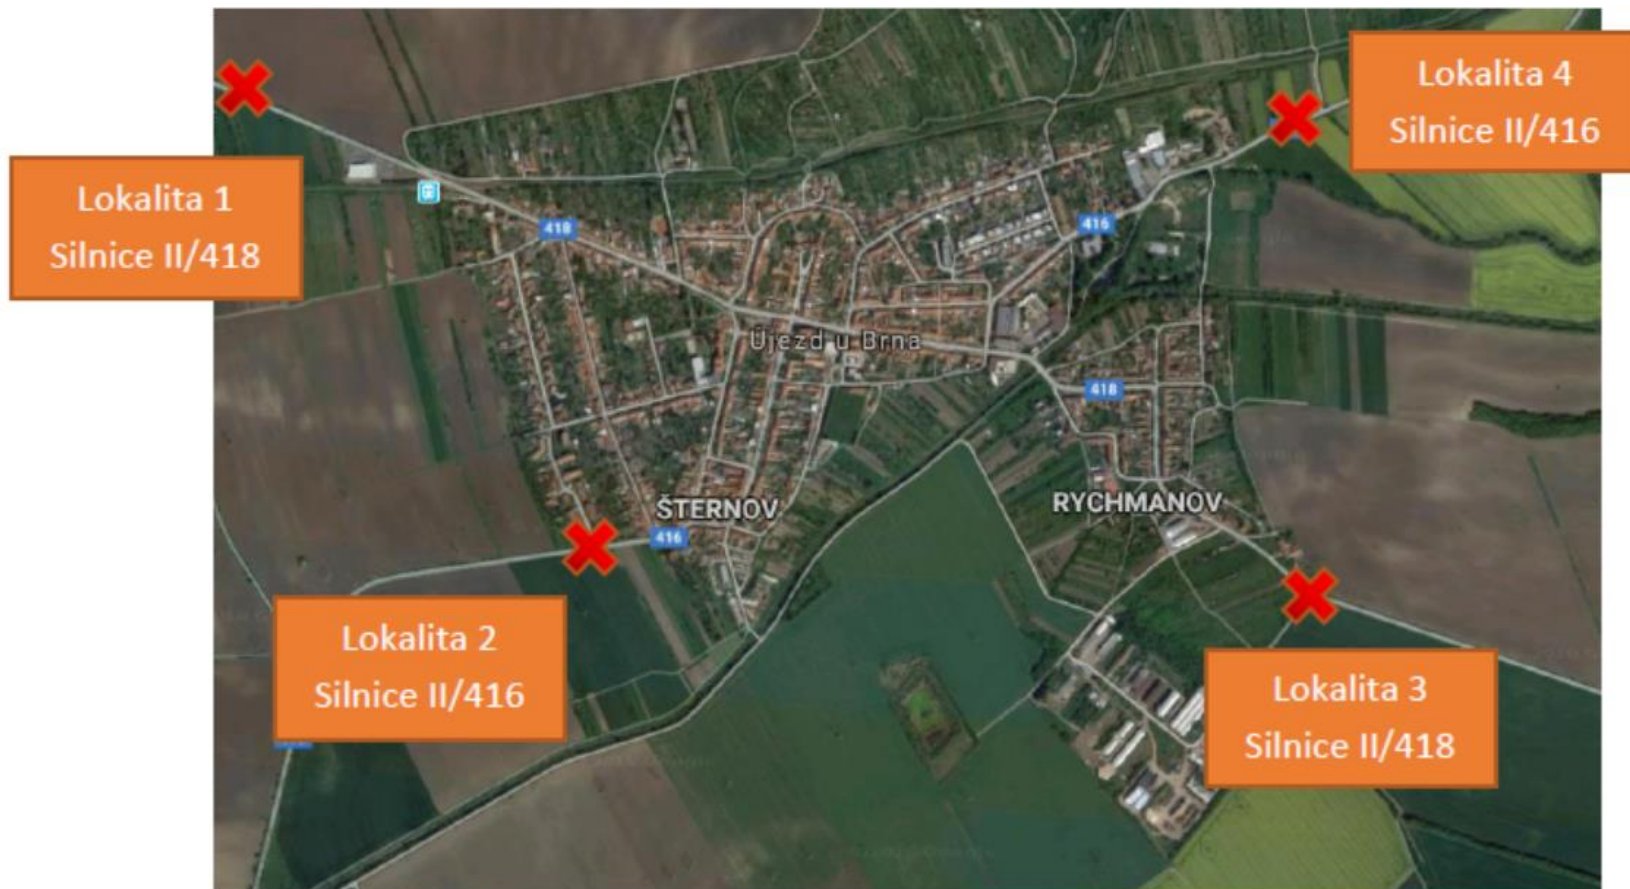 Lokalita 4
Silnice II/416
Lokalita 1
Silnice II/418
418
416
Újezd u Brna
418
ŠTERNOV
RYCHMANOV
416
Lokalita 2
Silnice II/416
Lokalita 3
Silnice II/418